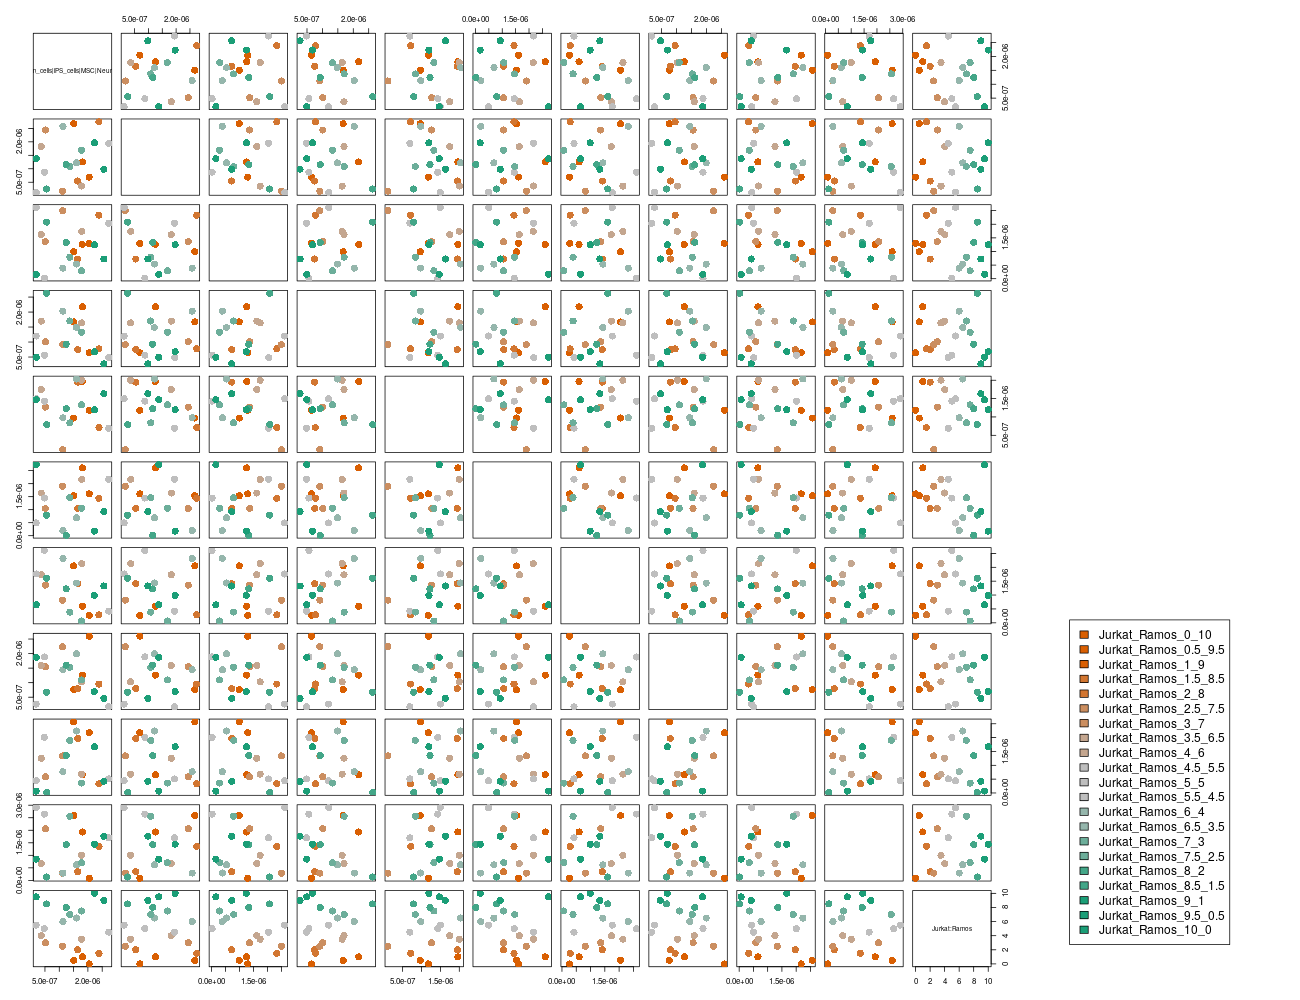 5.0e-07 2.0e-06 5.0e-07 2.0e-06 0.0e+00 1.5e-06 5.0e-07 2.0e-06 0.0e+00 1.5e-06 3.0e-06
n_cells|IPS_cells|MSC|Neur
5.0e-07 2.0e-06
5.0e-07 2.0e-06
0.0e+00 1.5e-06
5.0e-07 2.0e-06
5.0e-07 1.5e-06
0.0e+00 1.5e-06
0.0e+00 1.5e-06
5.0e-07 2.0e-06
0.0e+00 1.5e-06
0.0e+00 1.5e-06 3.0e-06
Jurkat:Ramos
0 2 4 6 8 10
5.0e-07 2.0e-06 0.0e+00 1.5e-06 5.0e-07 1.5e-06 0.0e+00 1.5e-06 0.0e+00 1.5e-06 0 2 4 6 8 10
Jurkat_Ramos_0_10
Jurkat_Ramos_0.5_9.5
Jurkat_Ramos_1_9
Jurkat_Ramos_1.5_8.5
Jurkat_Ramos_2_8
Jurkat_Ramos_2.5_7.5
Jurkat_Ramos_3_7
Jurkat_Ramos_3.5_6.5
Jurkat_Ramos_4_6
Jurkat_Ramos_4.5_5.5
Jurkat_Ramos_5_5
Jurkat_Ramos_5.5_4.5
Jurkat_Ramos_6_4
Jurkat_Ramos_6.5_3.5
Jurkat_Ramos_7_3
Jurkat_Ramos_7.5_2.5
Jurkat_Ramos_8_2
Jurkat_Ramos_8.5_1.5
Jurkat_Ramos_9_1
Jurkat_Ramos_9.5_0.5
Jurkat_Ramos_10_0